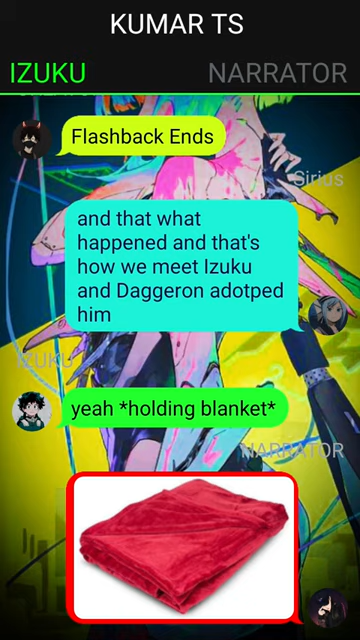 KUMAR TS
IZUKU
NARRATOR
Flashback Ends
Sirius
and that what
happened and that's
how we meet Izuku
and Daggeron adotped
him
IZUKU
yeah *holding blanket*
NARRATOR